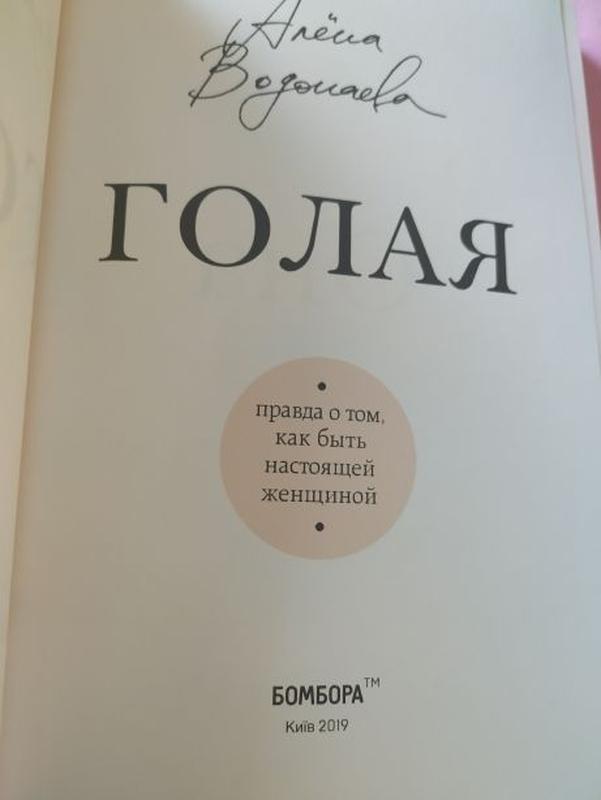 Алёна
Водонаева
ГОЛАЯ
правда о том,
как быть
настоящей
женщиной
БОМБОРА™
Київ 2019